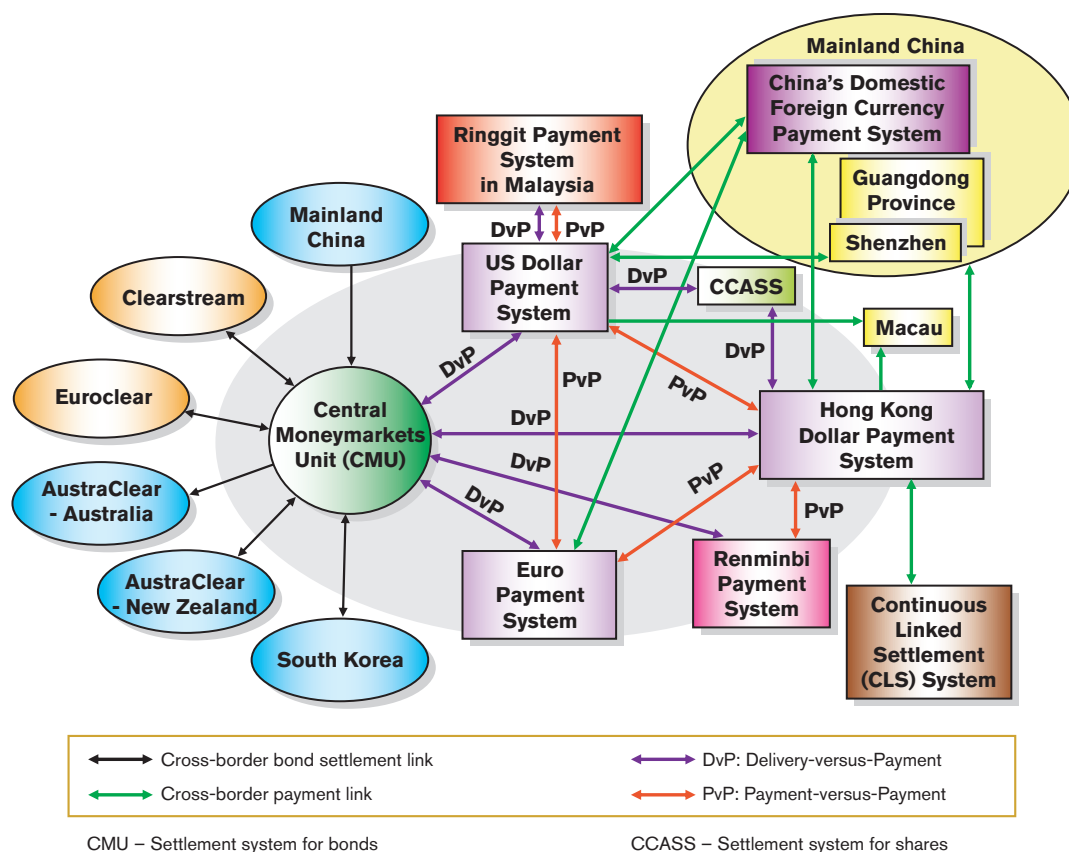 Mainland China
China's Domestic
Foreign Currency
Payment System
Guangdong
Province
Shenzhen
Ringgit Payment
System
in Malaysia
DvP
PvP
Mainland
China
US Dollar
Payment
System
DvP
CCASS
Clearstream
Macau
DvP
DvP
PvP
PvP
Euroclear
Central
Moneymarkets
Unit (CMU)
DvP
Hong Kong
Dollar Payment
System
DvP
PvP
AustraClear
- Australia
DvP
PvP
AustraClear
- New Zealand
Euro
Payment
System
Renminbi
Payment
System
Continuous
Linked
Settlement
(CLS) System
South Korea
Cross-border bond settlement link
DvP: Delivery-versus-Payment
Cross-border payment link
PvP: Payment-versus-Payment
CMU – Settlement system for bonds
CCASS – Settlement system for shares